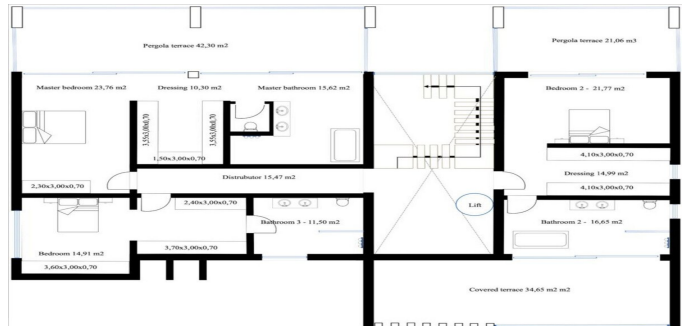 Pergola terrace 42,30 m2
Pergola terrace 21,06 m3
Master bedroom 23,76 m2
Dressing 10,30 m2
Master bathroom 15,62 m2
Bedroom 2 - 21,77 m2
3,55x3,00x0,70
3,55x3,00x0,70
1,50x3,00x0,70
4,10x3,00x0,70
Dressing 14,99 m2
4,10x3,00x0,70
Distrubutor 15,47 m2
2,30x3,00x0,70
2,40x3,00x0,70
Lift
Bathroom 3 - 11,50 m2
Bathroom 2 - 16,65 m2
3,70x3,00x0,70
Bedroom 14,91 m2
3,60x3,00x0,70
Covered terrace 34,65 m2 m2